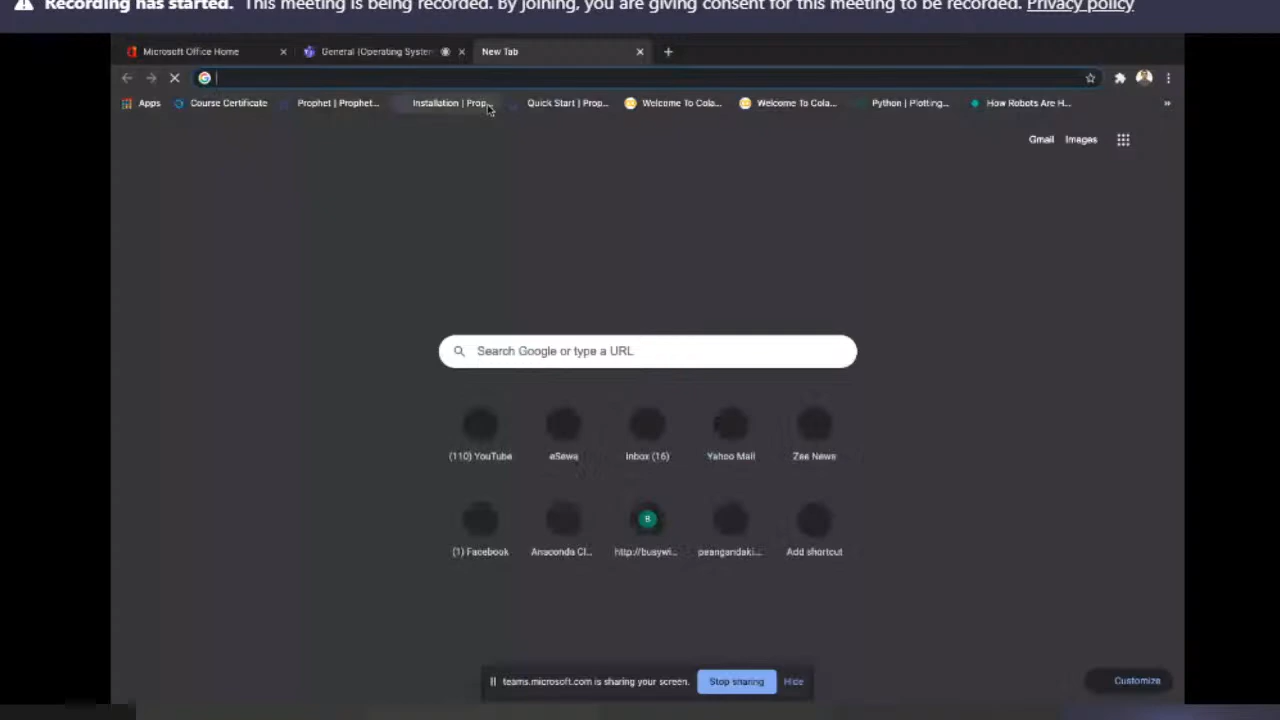 Recording has started. This meeting is being recorded. By joining, you are giving consent for this meeting to be recorded. Privacy policy
Microsoft Office Home
General (Operating System
New Tab
Apps
Course Certificate
Prophet | Prophet...
Installation | Prop...
Quick Start | Prop...
Welcome To Cola...
Welcome To Cola...
Python | Plotting...
How Robots Are H...
»
Gmail Images
Search Google or type a URL
(110) YouTube
eSewa
Inbox (16)
Yahoo Mail
Zee News
B
(1) Facebook
Anaconda Cl...
http://busywi...
peangandaki...
Add shortcut
teams.microsoft.com is sharing your screen.
Stop sharing
Hide
Customize